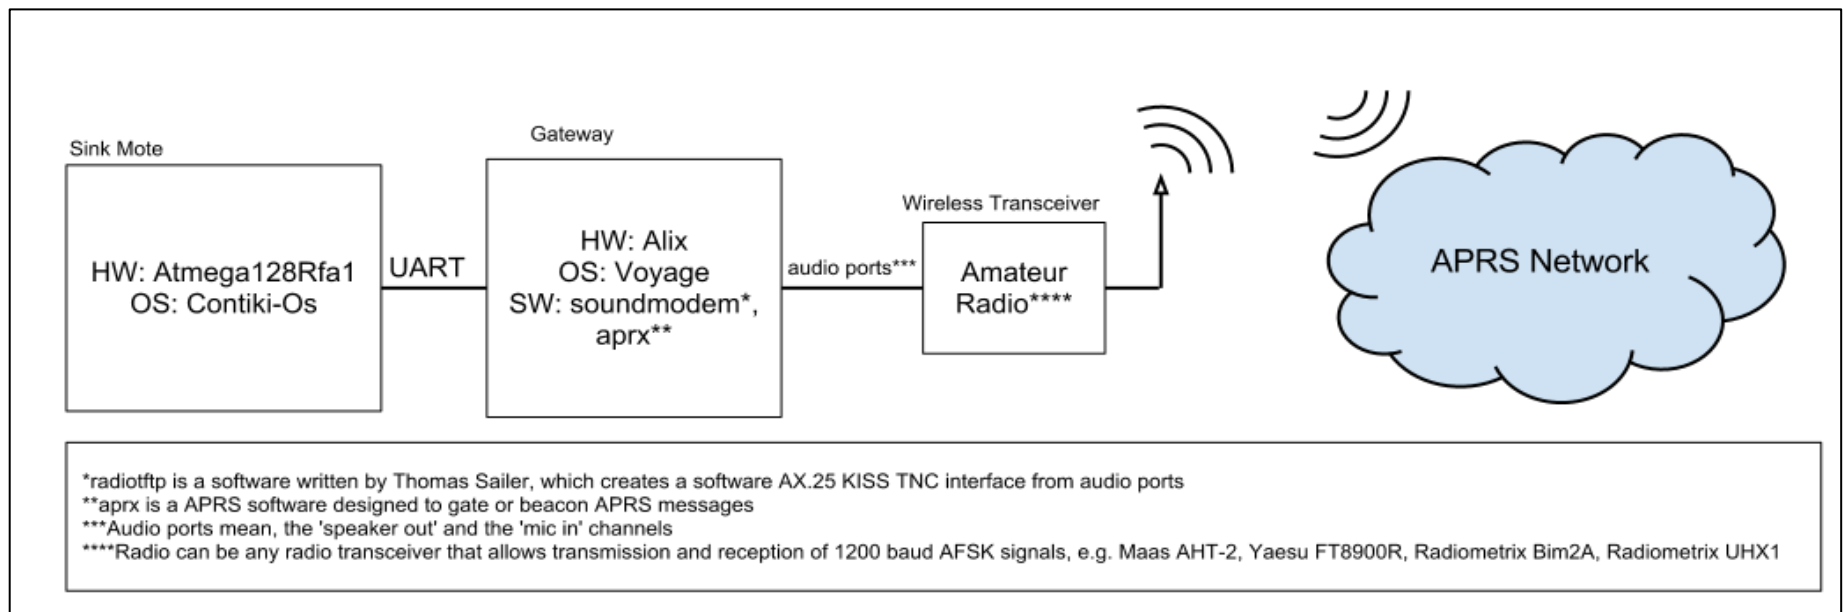 Sink Mote
HW: Atmega128Rfa1
OS: Contiki-Os
UART
Gateway
HW: Alix
OS: Voyage
SW: soundmodem*,
aprx**
audio ports***
Wireless Transceiver
Amateur
Radio****
APRS Network
*radiotftp is a software written by Thomas Sailer, which creates a software AX.25 KISS TNC interface from audio ports
**aprx is a APRS software designed to gate or beacon APRS messages
***Audio ports mean, the 'speaker out' and the 'mic in' channels
****Radio can be any radio transceiver that allows transmission and reception of 1200 baud AFSK signals, e.g. Maas AHT-2, Yaesu FT8900R, Radiometrix Bim2A, Radiometrix UHX1